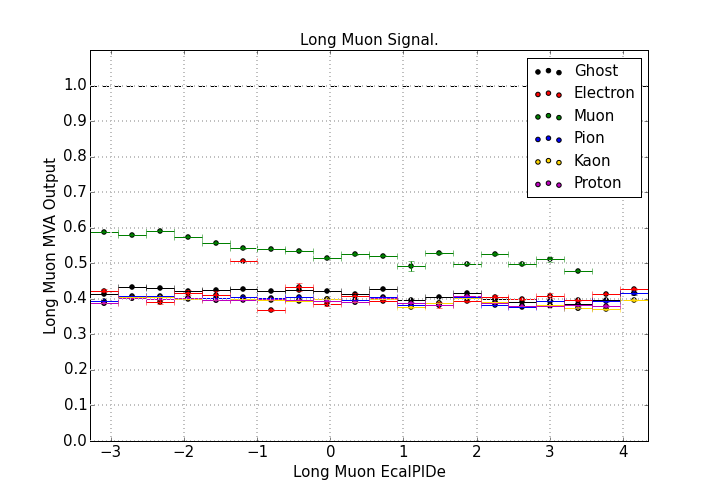 Long Muon Signal.
Ghost
Electron
Muon
Pion
Kaon
Proton
1.0
0.9
0.8
0.7
0.6
0.5
0.4
0.3
0.2
0.1
0.0
Long Muon MVA Output
−3 −2 −1 0 1 2 3 4
Long Muon EcalPIDe